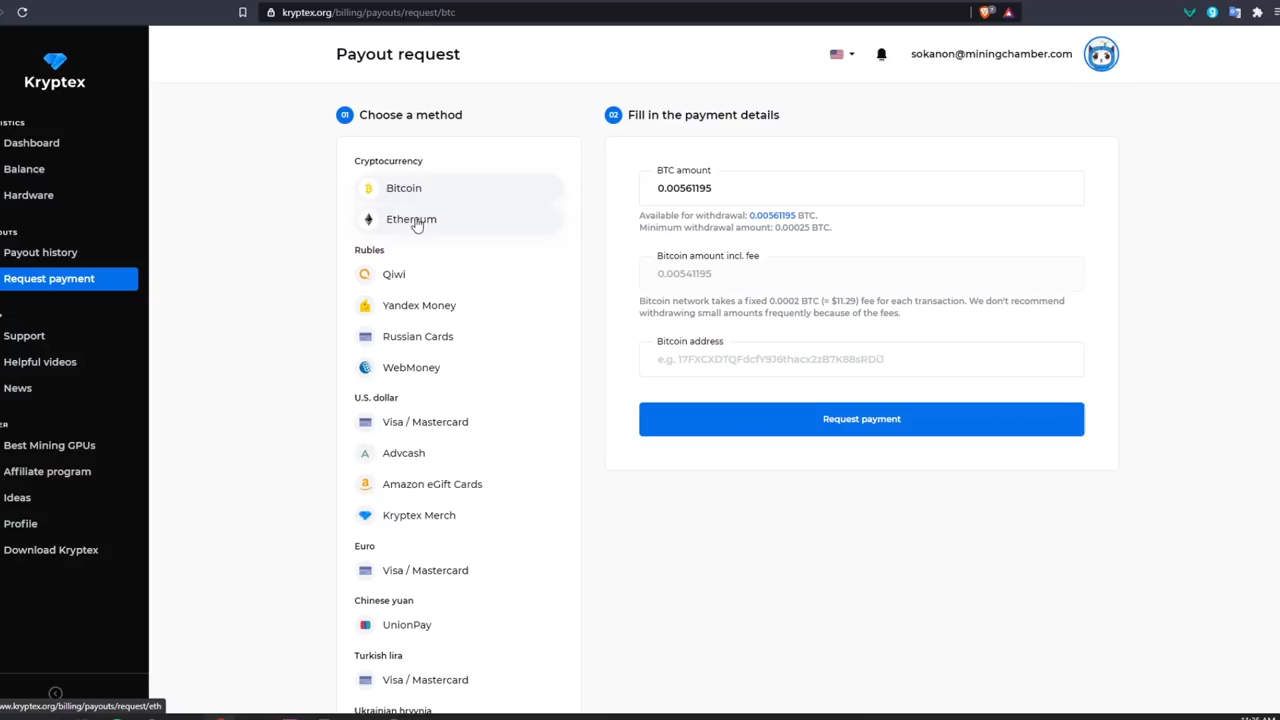 kryptex.org/billing/payouts/request/btc
Kryptex
ISTICS
Dashboard
Balance
Hardware
OUTS
Payout history
Request payment
Support
Helpful videos
News
ER
Best Mining GPUs
Affiliate program
Ideas
Profile
Download Kryptex
ww.kryptex.org/billing/payouts/request/eth
Payout request
sokanon@miningchamber.com
01 Choose a method
Cryptocurrency
Bitcoin
Ethereum
Rubles
Qiwi
Yandex Money
Russian Cards
WebMoney
U.S. dollar
Visa / Mastercard
Advcash
Amazon eGift Cards
Kryptex Merch
Euro
Visa / Mastercard
Chinese yuan
UnionPay
Turkish lira
Visa / Mastercard
Ukrainian hryvnia
02 Fill in the payment details
BTC amount
0.00561195
Available for withdrawal: 0.00561195 BTC.
Minimum withdrawal amount: 0.00025 BTC.
Bitcoin amount incl. fee
0.00541195
Bitcoin network takes a fixed 0.0002 BTC (≈ $11.29) fee for each transaction. We don't recommend
withdrawing small amounts frequently because of the fees.
Bitcoin address
e.g. 17FXCXDTQFdcfY9J6thacx2zB7K88sRDiJ
Request payment